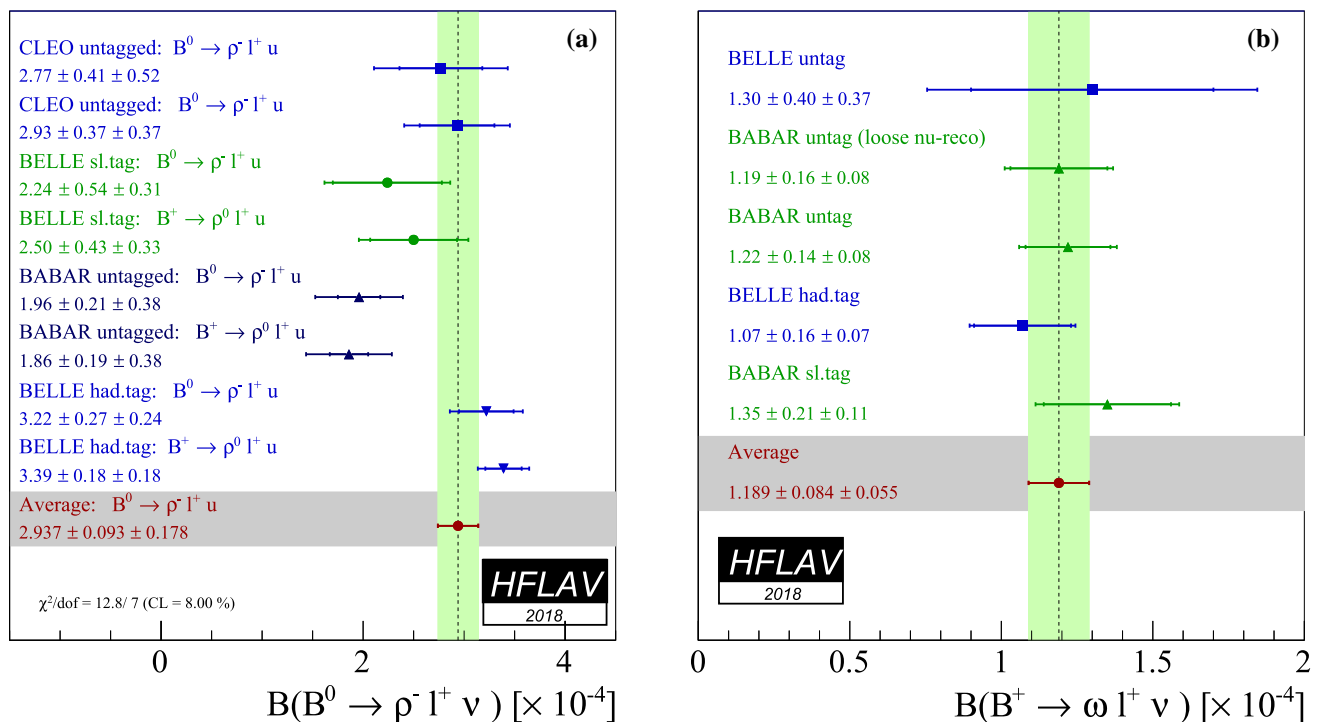 (a)
CLEO untagged: B⁰ → ρ⁻ l⁺ υ
2.77 ± 0.41 ± 0.52
CLEO untagged: B⁰ → ρ⁻ l⁺ υ
2.93 ± 0.37 ± 0.37
BELLE sl.tag: B⁰ → ρ⁻ l⁺ υ
2.24 ± 0.54 ± 0.31
BELLE sl.tag: B⁺ → ρ⁰ l⁺ υ
2.50 ± 0.43 ± 0.33
BABAR untagged: B⁰ → ρ⁻ l⁺ υ
1.96 ± 0.21 ± 0.38
BABAR untagged: B⁺ → ρ⁰ l⁺ υ
1.86 ± 0.19 ± 0.38
BELLE had.tag: B⁰ → ρ⁻ l⁺ υ
3.22 ± 0.27 ± 0.24
BELLE had.tag: B⁺ → ρ⁰ l⁺ υ
3.39 ± 0.18 ± 0.18
Average: B⁰ → ρ⁻ l⁺ υ
2.937 ± 0.093 ± 0.178
HFLAV
2018
χ²/dof = 12.8/ 7 (CL = 8.00 %)
0 2 4
B(B⁰ → ρ⁻ l⁺ ν ) [× 10⁻⁴]
(b)
BELLE untag
1.30 ± 0.40 ± 0.37
BABAR untag (loose nu-reco)
1.19 ± 0.16 ± 0.08
BABAR untag
1.22 ± 0.14 ± 0.08
BELLE had.tag
1.07 ± 0.16 ± 0.07
BABAR sl.tag
1.35 ± 0.21 ± 0.11
Average
1.189 ± 0.084 ± 0.055
HFLAV
2018
0 0.5 1 1.5 2
B(B⁺ → ω l⁺ ν ) [× 10⁻⁴]